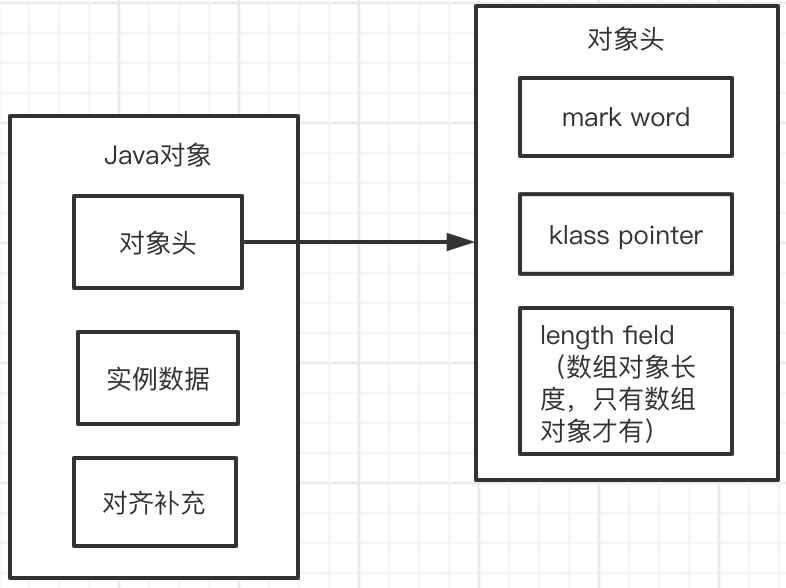 Java对象
对象头
实例数据
对齐补充
对象头
mark word
klass pointer
length field
（数组对象长
度，只有数组
对象才有）